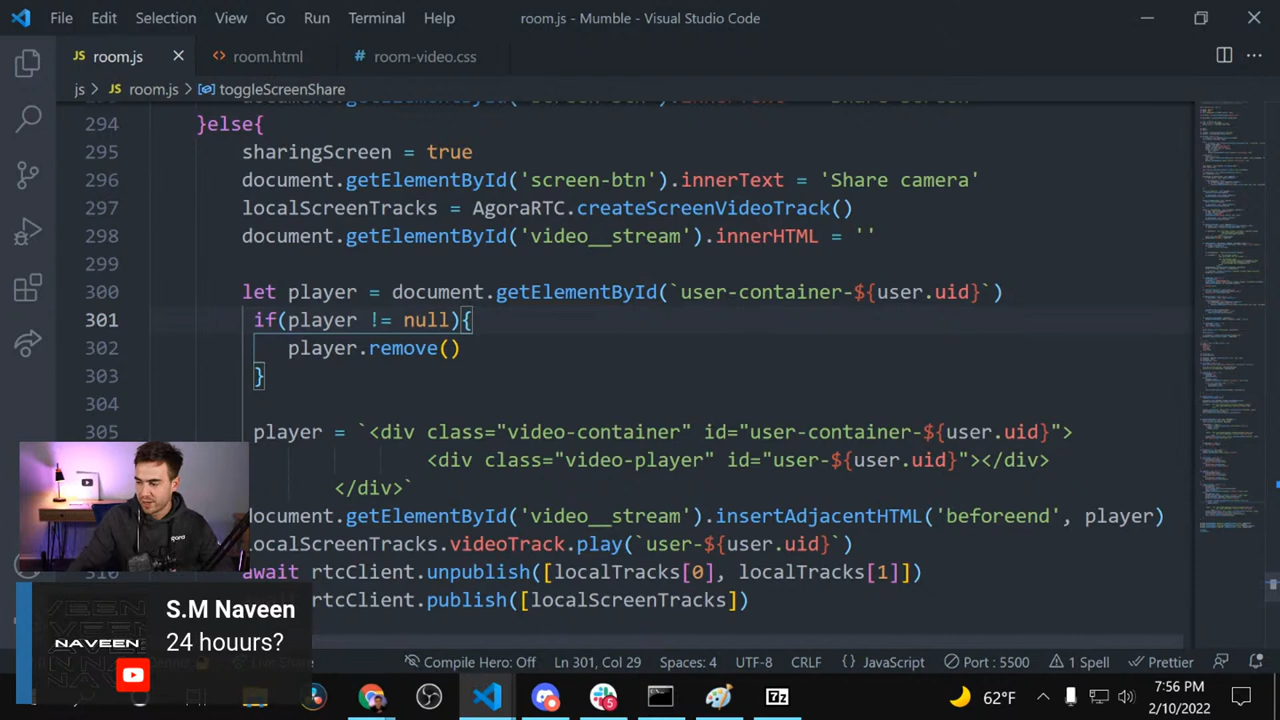 File Edit Selection View Go Run Terminal Help room.js - Mumble - Visual Studio Code
JS room.js room.html # room-video.css
js > JS room.js > toggleScreenShare
294 }else{
295 sharingScreen = true
296 document.getElementById('screen-btn').innerText = 'Share camera'
297 localScreenTracks = AgoraRTC.createScreenVideoTrack()
298 document.getElementById('video__stream').innerHTML = ''
299
300 let player = document.getElementById(`user-container-${user.uid}`)
301 if(player != null){
302 player.remove()
303 }
304
305 player = `<div class="video-container" id="user-container-${user.uid}">
<div class="video-player" id="user-${user.uid}"></div>
</div>`
document.getElementById('video__stream').insertAdjacentHTML('beforeend', player)
localScreenTracks.videoTrack.play(`user-${user.uid}`)
await rtcClient.unpublish([localTracks[0], localTracks[1]])
rtcClient.publish([localScreenTracks])
NAVEEN
S.M Naveen
24 houurs?
Compile Hero: Off Ln 301, Col 29 Spaces: 4 UTF-8 CRLF {} JavaScript Port : 5500 1 Spell Prettier
5 7z 62°F 7:56 PM
2/10/2022